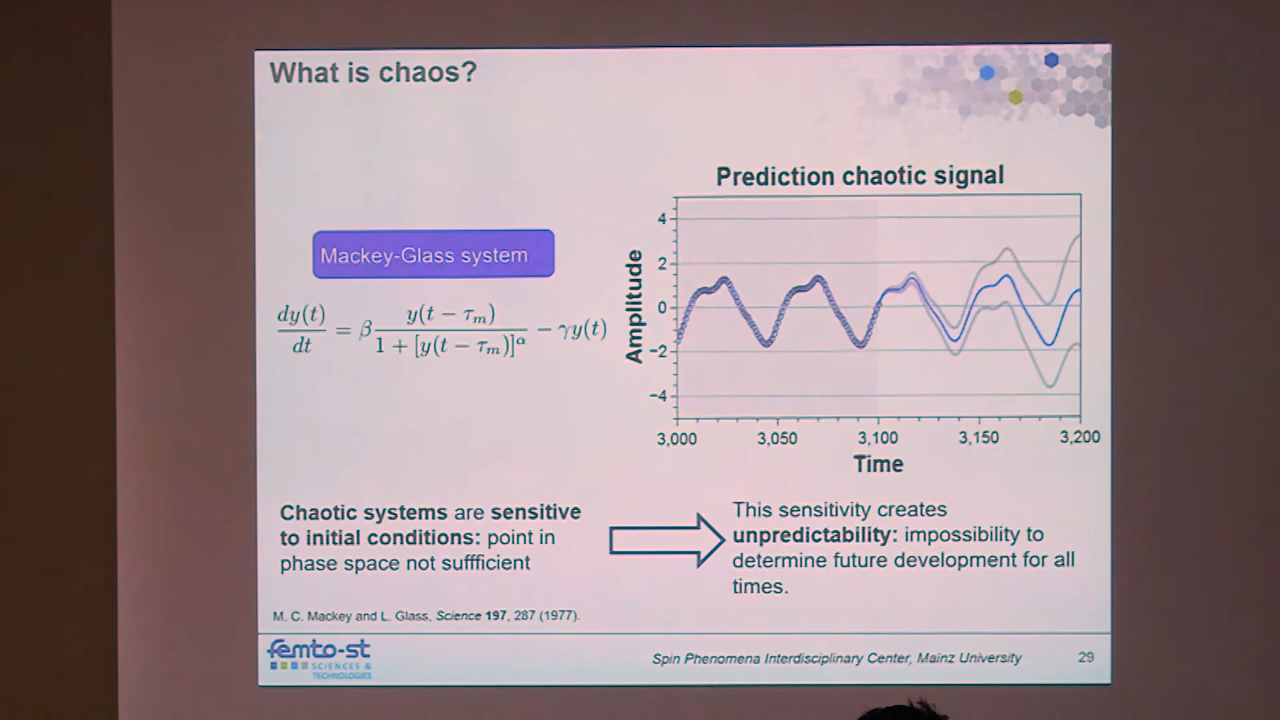 What is chaos?
Mackey-Glass system
dy(t)/dt = β y(t − τₘ)/(1 + [y(t − τₘ)]^α) − γy(t)
Prediction chaotic signal
Amplitude
4
2
0
−2
−4
3,000 3,050 3,100 3,150 3,200
Time
Chaotic systems are sensitive
to initial conditions: point in
phase space not suffficient
This sensitivity creates
unpredictability: impossibility to
determine future development for all
times.
M. C. Mackey and L. Glass, Science 197, 287 (1977).
femto-st
SCIENCES &
TECHNOLOGIES
Spin Phenomena Interdisciplinary Center, Mainz University
29